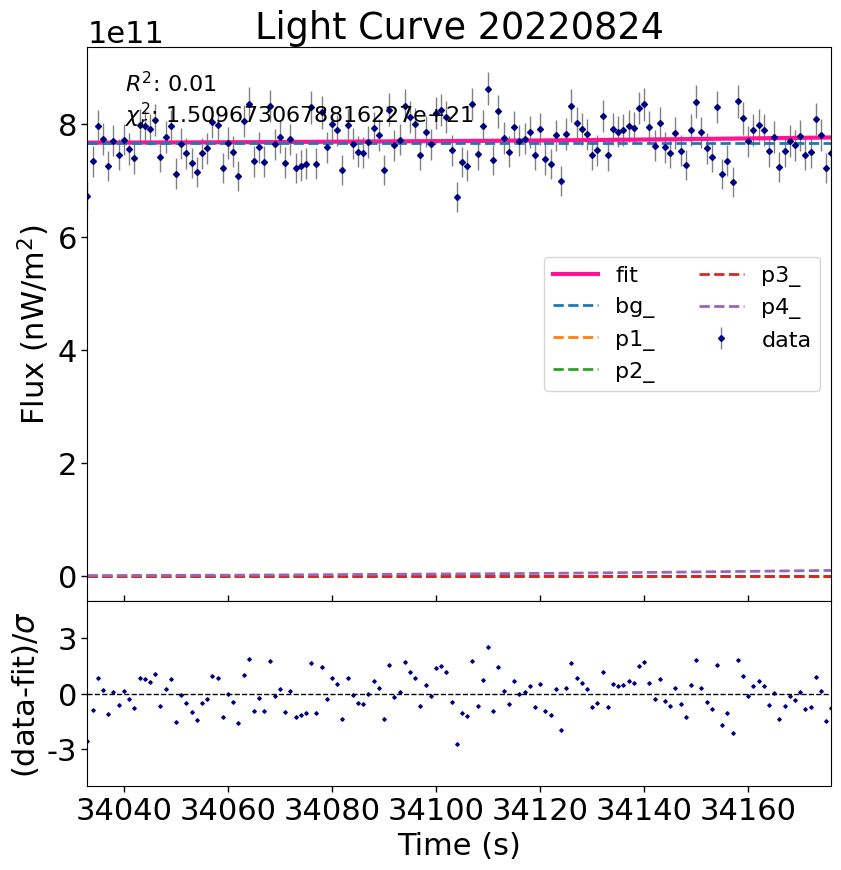 Light Curve 20220824
1e11
R²: 0.01
χ²ᵣ: 1.5096730678816227e+21
8
6
4
2
0
Flux (nW/m²)
fit
bg_
p1_
p2_
p3_
p4_
data
3
0
-3
(data-fit)/σ
34040 34060 34080 34100 34120 34140 34160
Time (s)